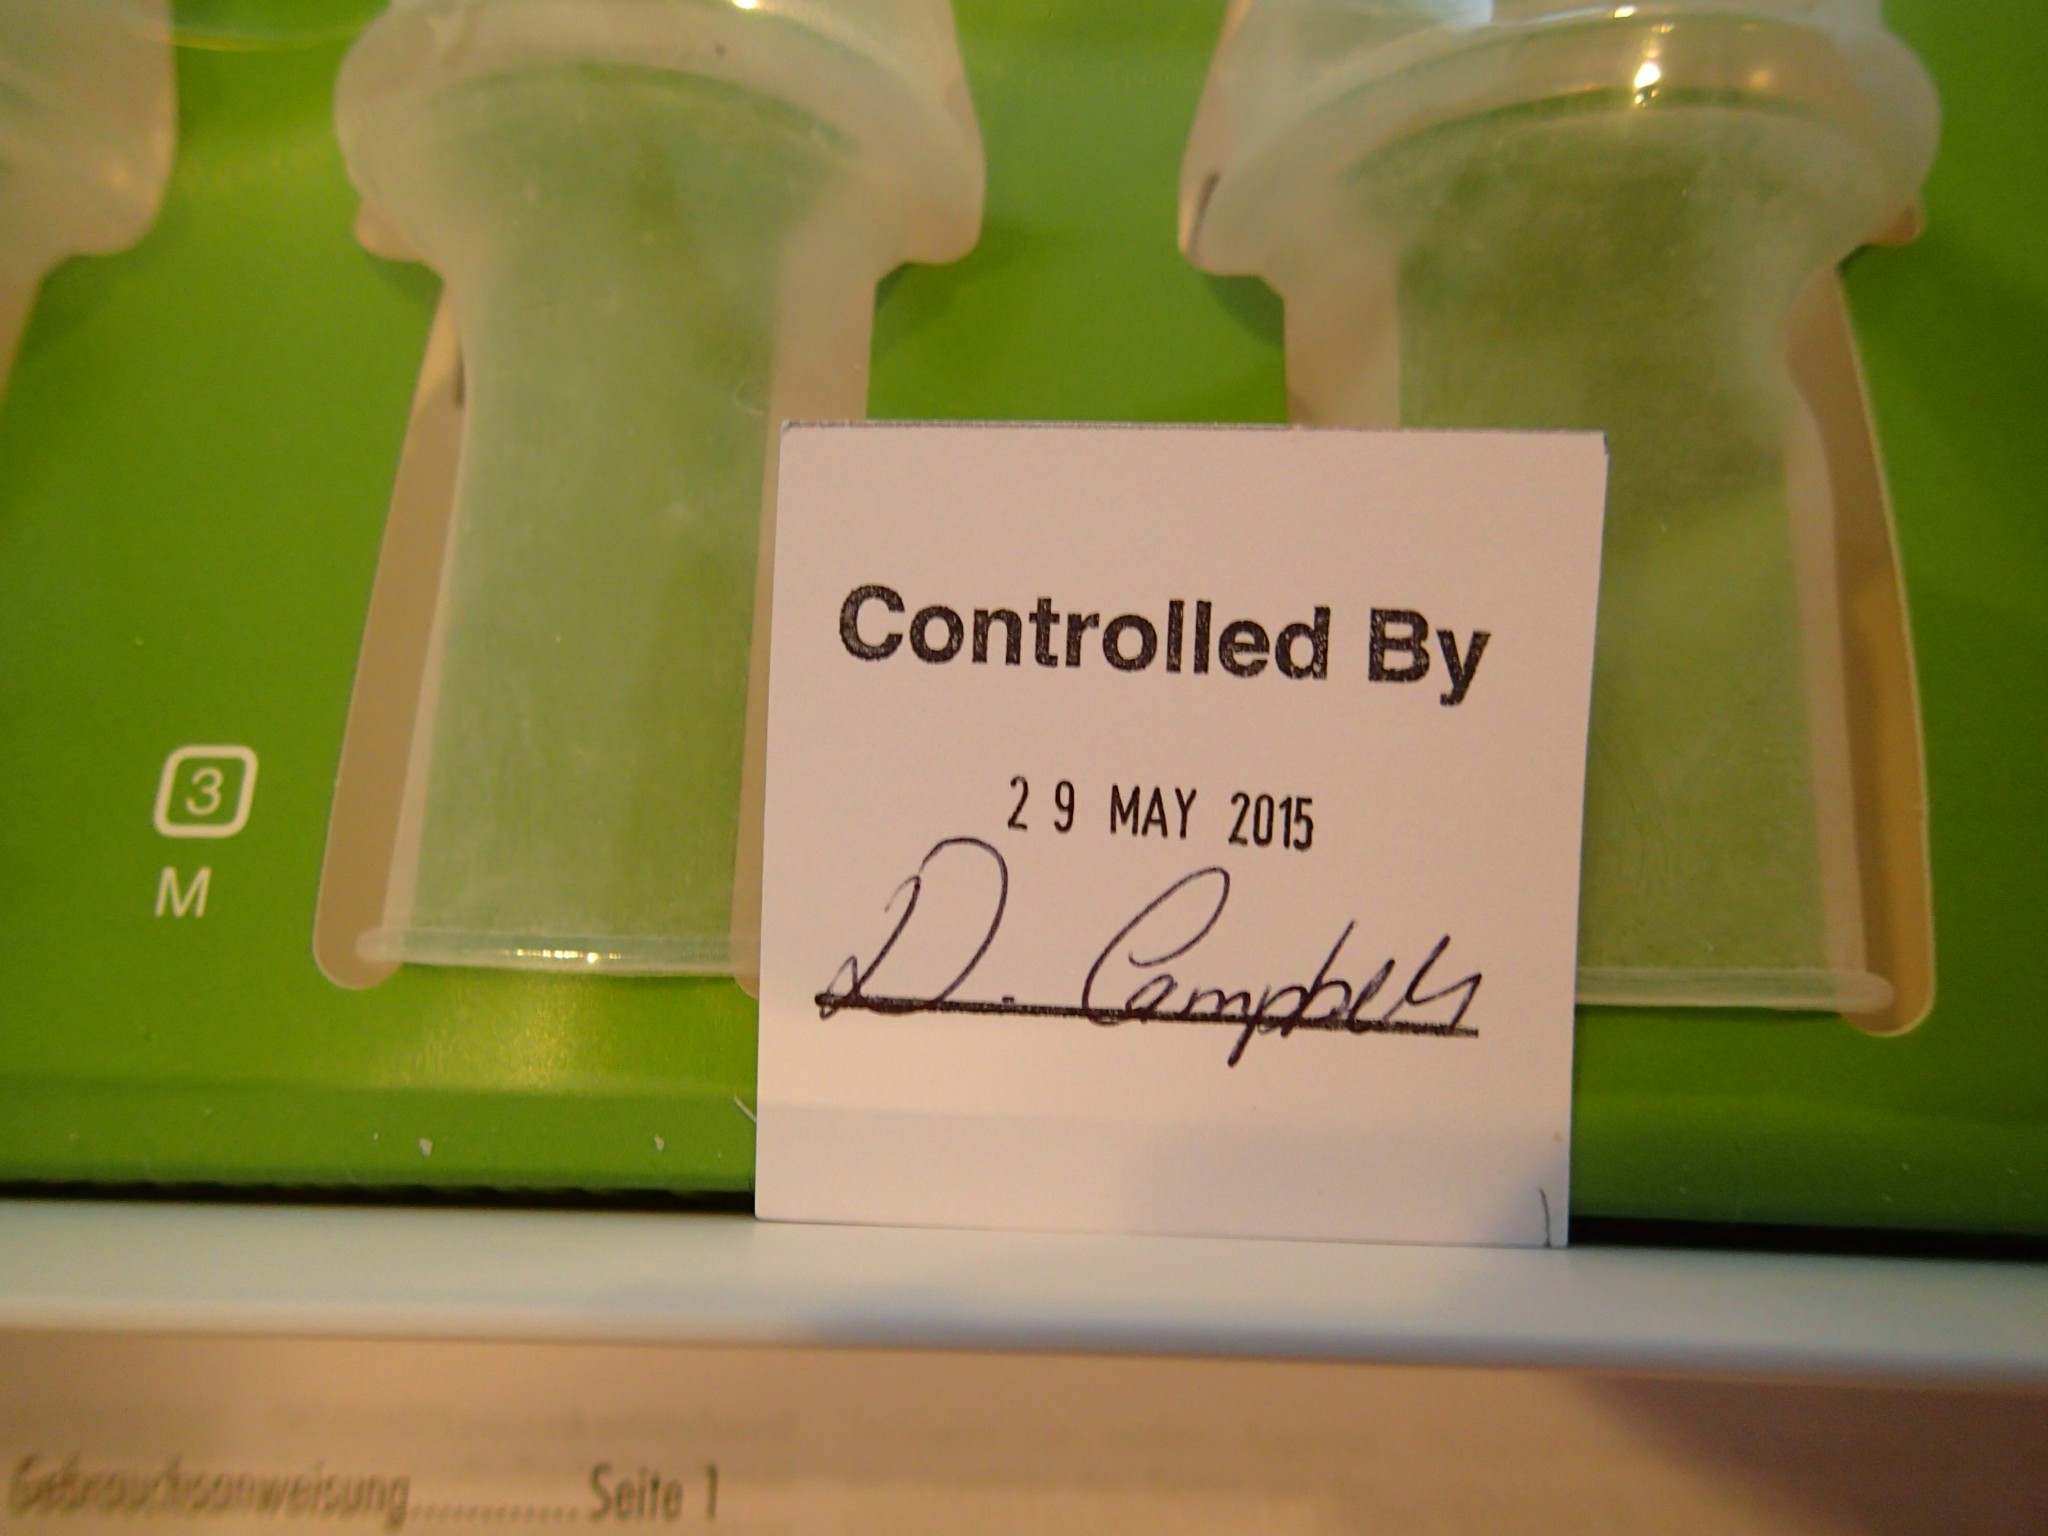 Controlled By
29 MAY 2015
D. Campbell
3
M
Gebrauchsanweisung............ Seite 1